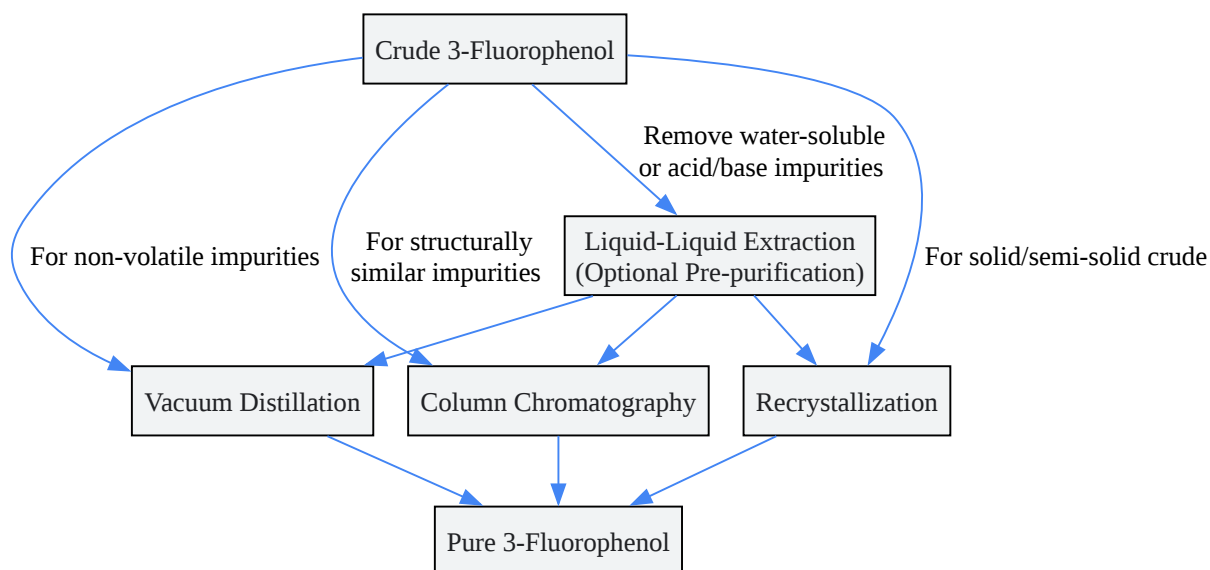 Crude 3-Fluorophenol
Remove water-soluble
or acid/base impurities
For non-volatile impurities
For structurally
similar impurities
Liquid-Liquid Extraction
(Optional Pre-purification)
For solid/semi-solid crude
Vacuum Distillation
Column Chromatography
Recrystallization
Pure 3-Fluorophenol